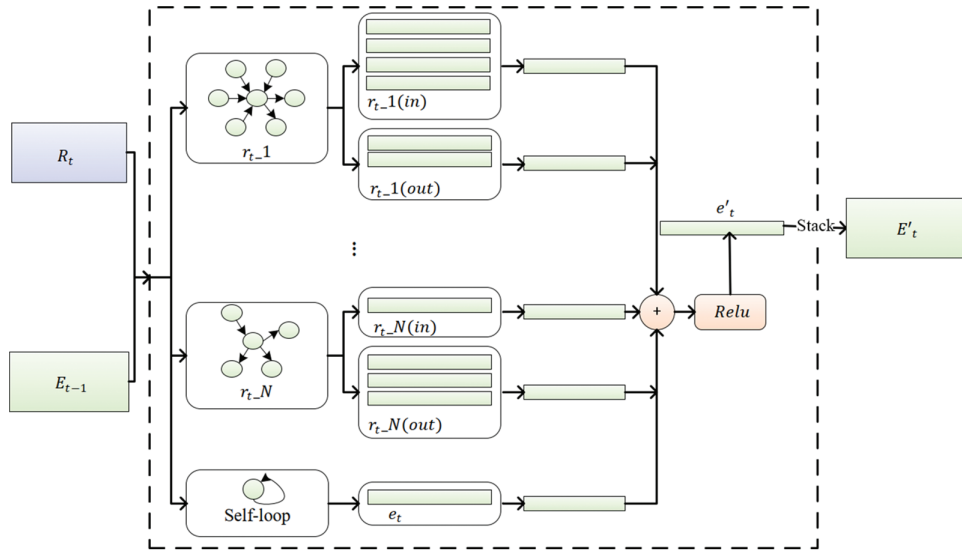 r_t_1(in)
R_t
r_t_1
r_t_1(out)
e'_t
Stack
E'_t
⋮
r_t_N(in)
+
Relu
E_{t-1}
r_t_N
r_t_N(out)
Self-loop
e_t